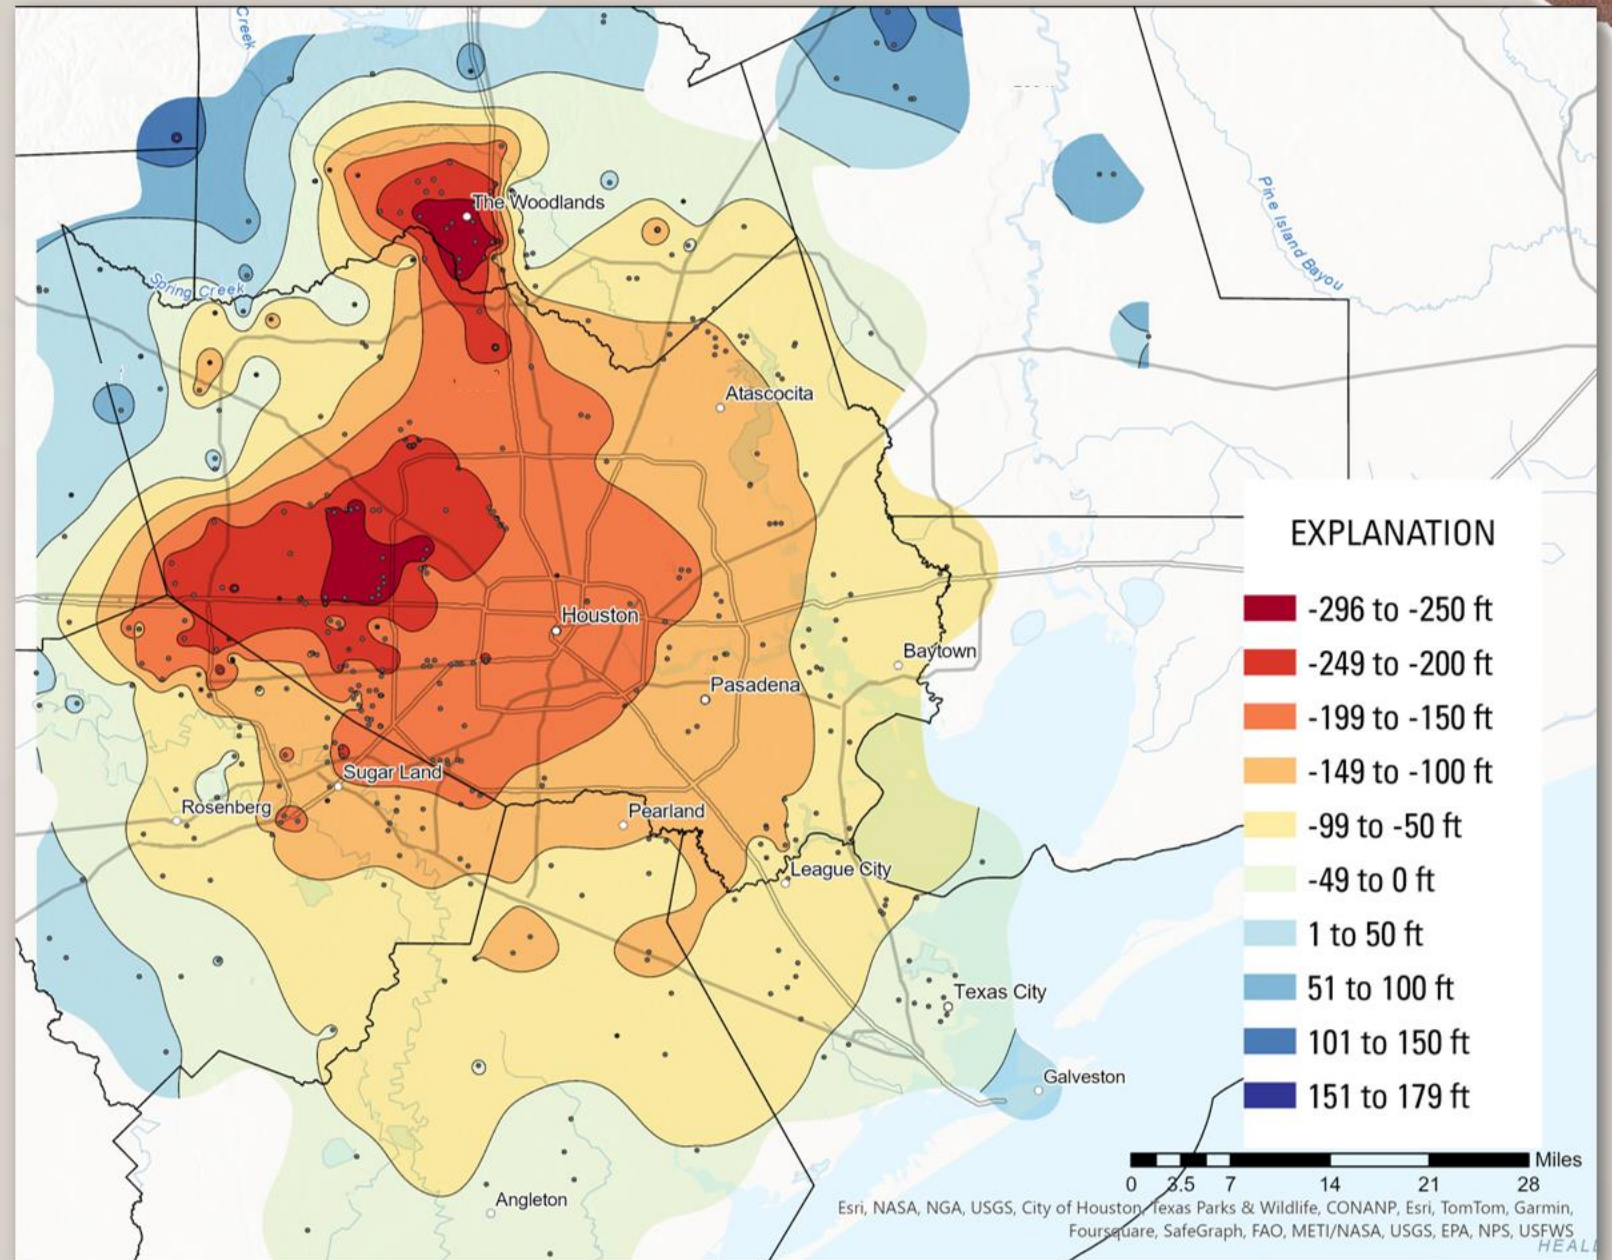 Creek
The Woodlands
Spring Creek
Pine Island Bayou
Atascocita
Houston
Baytown
Pasadena
Sugar Land
Rosenberg
Pearland
League City
Texas City
Galveston
Angleton
EXPLANATION
-296 to -250 ft
-249 to -200 ft
-199 to -150 ft
-149 to -100 ft
-99 to -50 ft
-49 to 0 ft
1 to 50 ft
51 to 100 ft
101 to 150 ft
151 to 179 ft
Miles
0 3.5 7 14 21 28
Esri, NASA, NGA, USGS, City of Houston, Texas Parks & Wildlife, CONANP, Esri, TomTom, Garmin,
Foursquare, SafeGraph, FAO, METI/NASA, USGS, EPA, NPS, USFWS